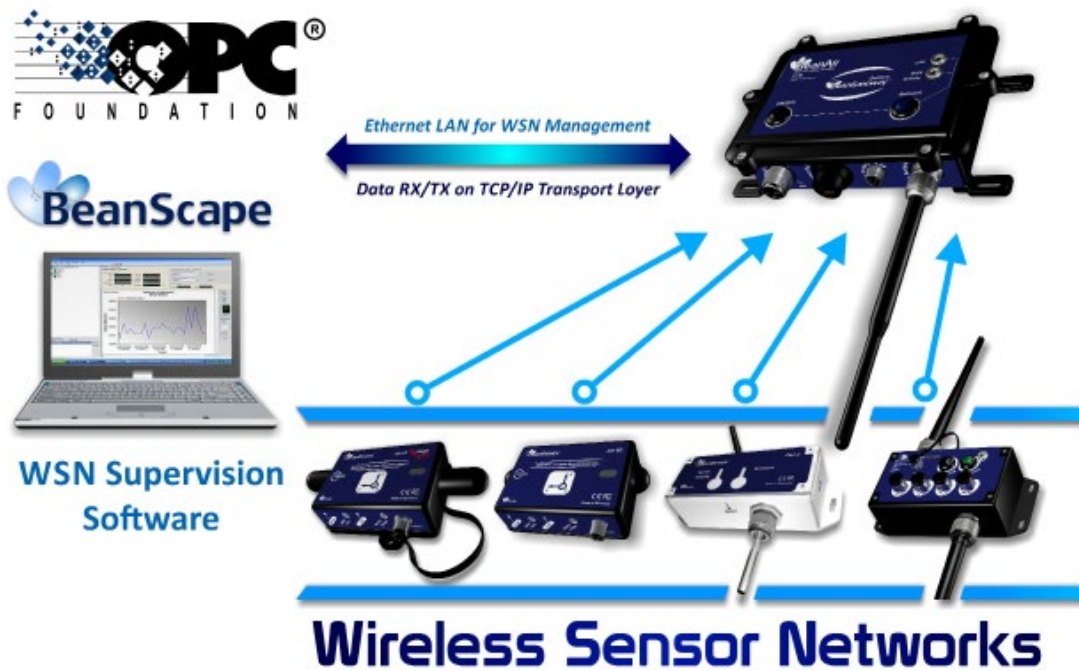 OPC®
FOUNDATION
BeanScape
WSN Supervision
Software
Ethernet LAN for WSN Management
Data RX/TX on TCP/IP Transport Loyer
BeanAir
Wireless Sensor Networks